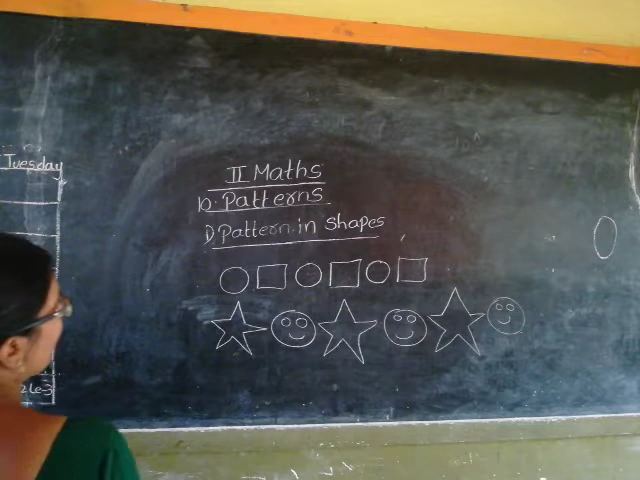 Tuesday
II Maths
10. Patterns
1) Pattern in shapes